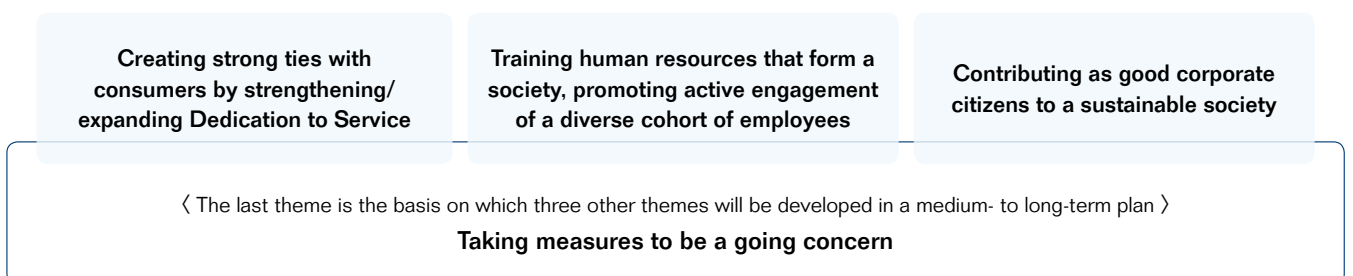 Creating strong ties with
consumers by strengthening/
expanding Dedication to Service
Training human resources that form a
society, promoting active engagement
of a diverse cohort of employees
Contributing as good corporate
citizens to a sustainable society
〈 The last theme is the basis on which three other themes will be developed in a medium- to long-term plan 〉
Taking measures to be a going concern